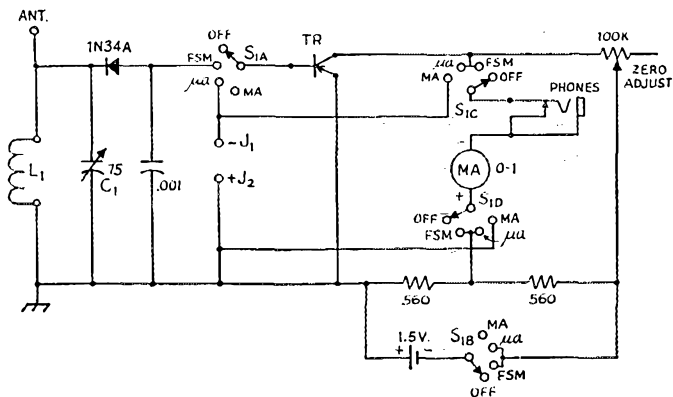 ANT.
1N34A
OFF
S1A
TR
FSM
μa
MA
μa
FSM
MA
OFF
S1C
100K
ZERO
ADJUST
PHONES
L1
75
C1
.001
-J1
+J2
-
MA
0-1
+
S1D
OFF
MA
FSM
μa
560
560
1.5V.
+
-
S1B
MA
μa
FSM
OFF